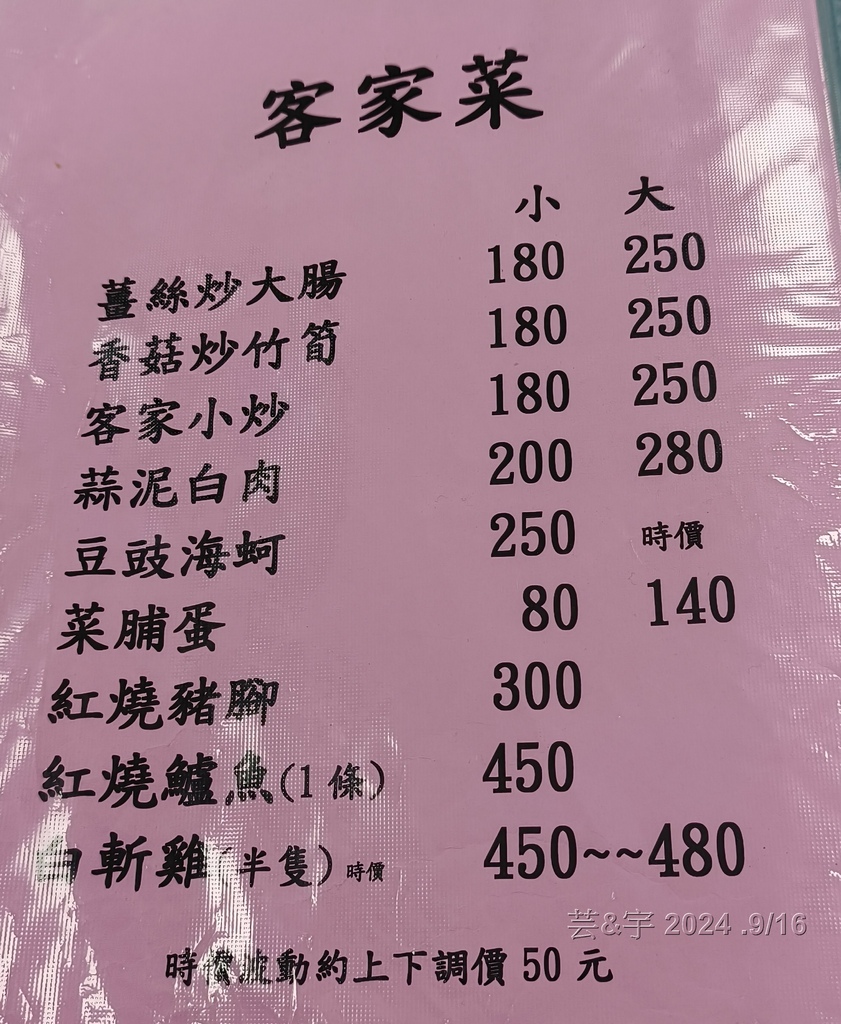 客家菜
小 大
薑絲炒大腸 180 250
香菇炒竹筍 180 250
客家小炒 180 250
蒜泥白肉 200 280
豆豉海蚵 250 時價
菜脯蛋 80 140
紅燒豬腳 300
紅燒鱸魚(1條) 450
白斬雞(半隻)時價 450~~480
芸&宇 2024 .9/16
時價波動約上下調價 50 元